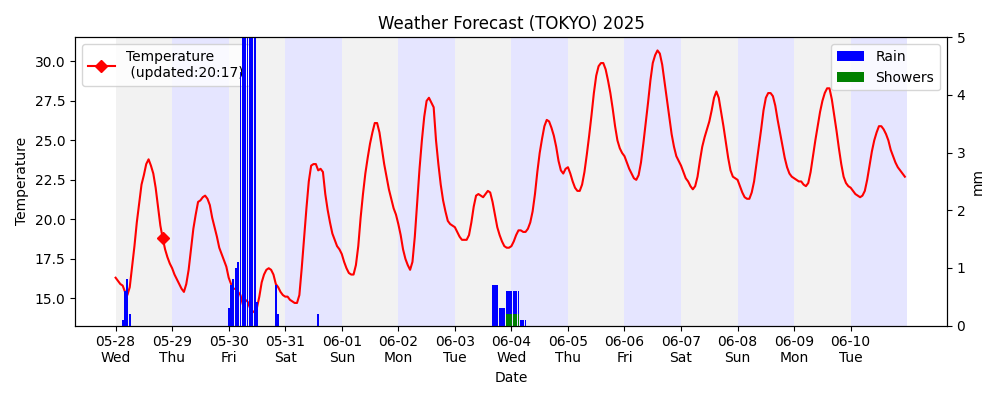 Weather Forecast (TOKYO) 2025
Temperature
(updated:20:17)
Rain
Showers
30.0
27.5
25.0
22.5
20.0
17.5
15.0
Temperature
5
4
3
2
1
0
mm
05-28 05-29 05-30 05-31 06-01 06-02 06-03 06-04 06-05 06-06 06-07 06-08 06-09 06-10
Wed Thu Fri Sat Sun Mon Tue Wed Thu Fri Sat Sun Mon Tue
Date